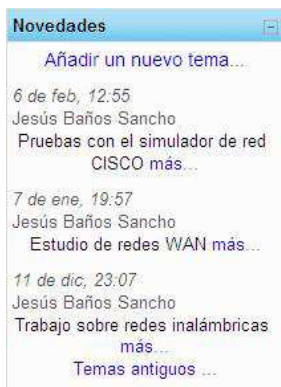 Novedades
Añadir un nuevo tema...
6 de feb, 12:55
Jesús Baños Sancho
Pruebas con el simulador de red
CISCO más...
7 de ene, 19:57
Jesús Baños Sancho
Estudio de redes WAN más...
11 de dic, 23:07
Jesús Baños Sancho
Trabajo sobre redes inalámbricas
más...
Temas antiguos ...